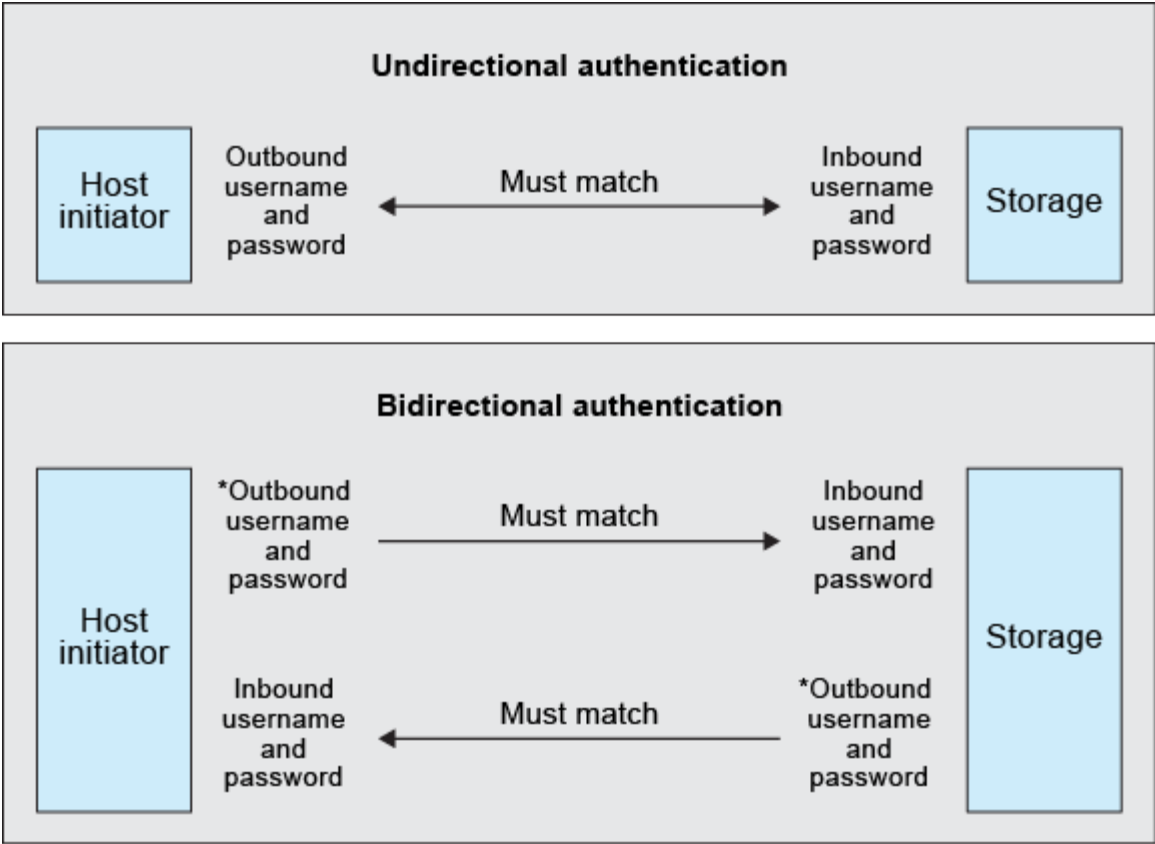 Undirectional authentication
Host
initiator
Outbound
username
and
password
Must match
Inbound
username
and
password
Storage
Bidirectional authentication
Host
initiator
*Outbound
username
and
password
Must match
Inbound
username
and
password
Inbound
username
and
password
Must match
*Outbound
username
and
password
Storage